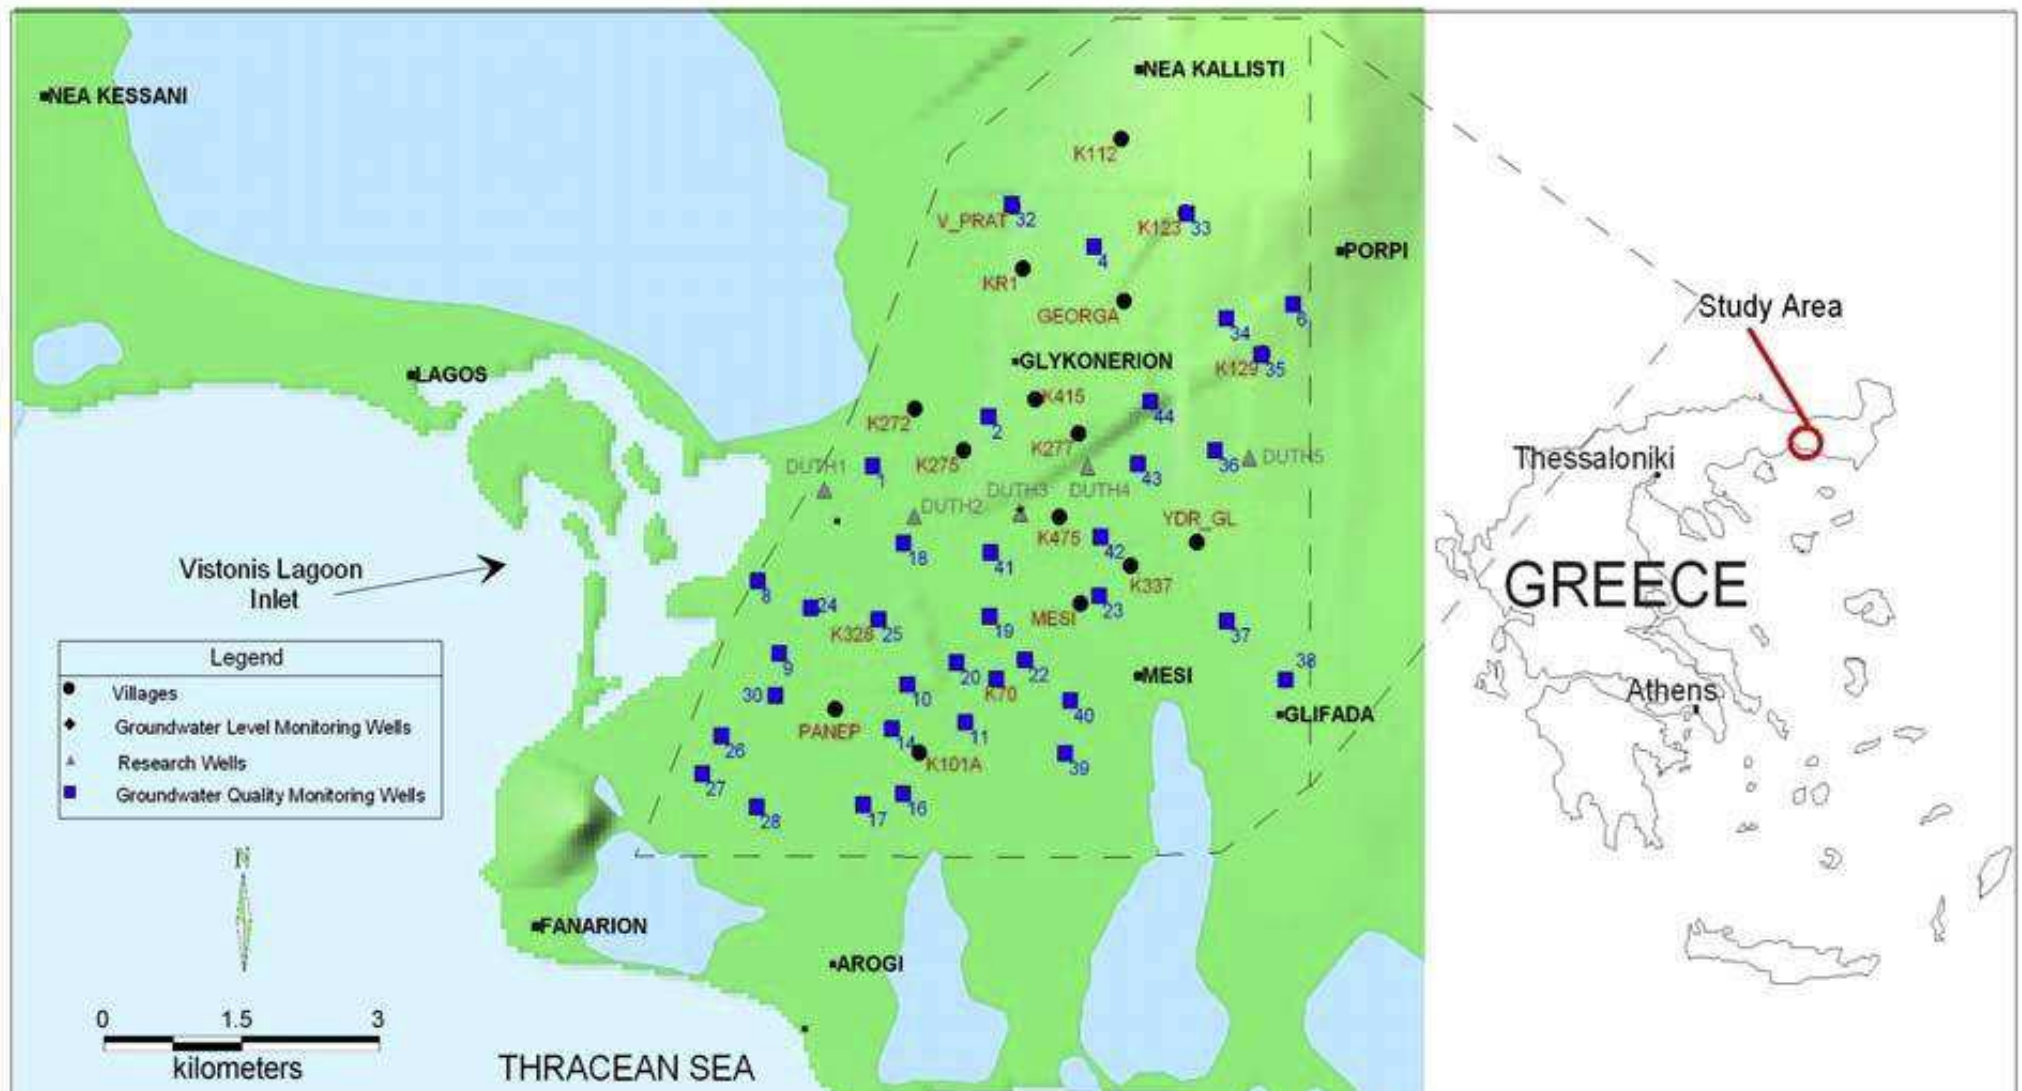 NEA KALLISTI
NEA KESSANI
K112
V_PRAT 32
K123 33
4
PORPI
KR1
GEORGA
34
6
Study Area
GLYKONERION
K129 35
LAGOS
K415
K272
2
44
K277
K275
36
DUTH5
DUTH1
1
43
Thessaloniki
DUTH3
DUTH4
DUTH2
YDR_GL
K475
42
18
41
Vistonis Lagoon
Inlet
K337
GREECE
8
24
23
MESI
K328 25
19
37
Legend
9
20
22
38
MESI
Villages
30
10
K70
Athens
40
GLIFADA
Groundwater Level Monitoring Wells
PANEP
14
11
26
Research Wells
K101A
39
27
Groundwater Quality Monitoring Wells
28
17
16
N
FANARION
AROGI
0 1.5 3
kilometers
THRACEAN SEA